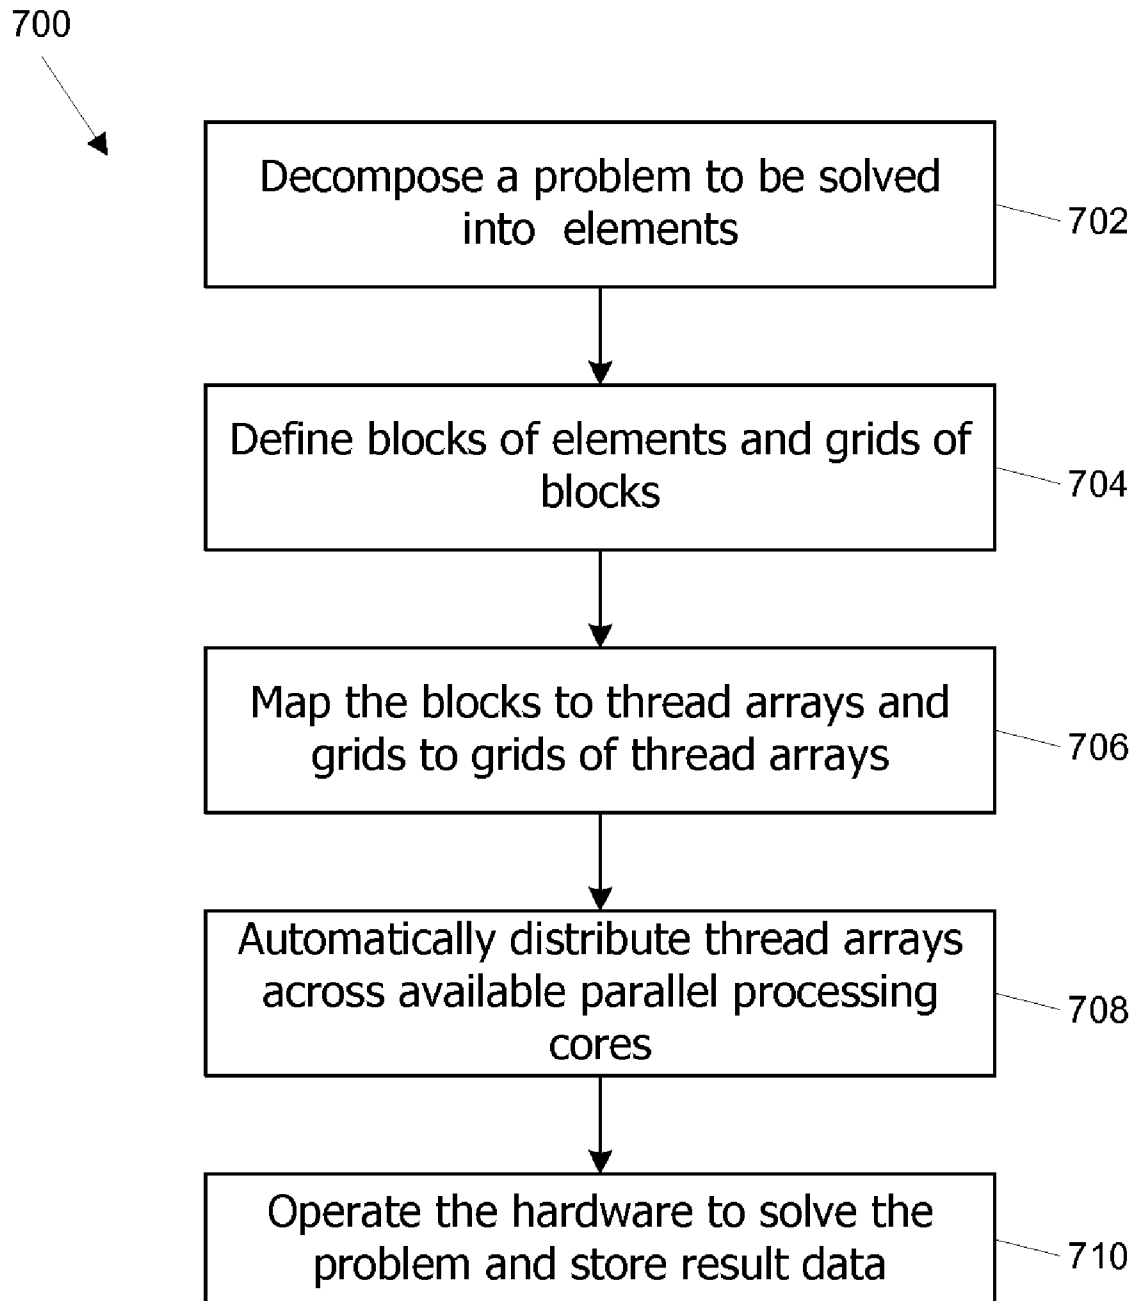 700
Decompose a problem to be solved
into elements
702
Define blocks of elements and grids of
blocks
704
Map the blocks to thread arrays and
grids to grids of thread arrays
706
Automatically distribute thread arrays
across available parallel processing
cores
708
Operate the hardware to solve the
problem and store result data
710